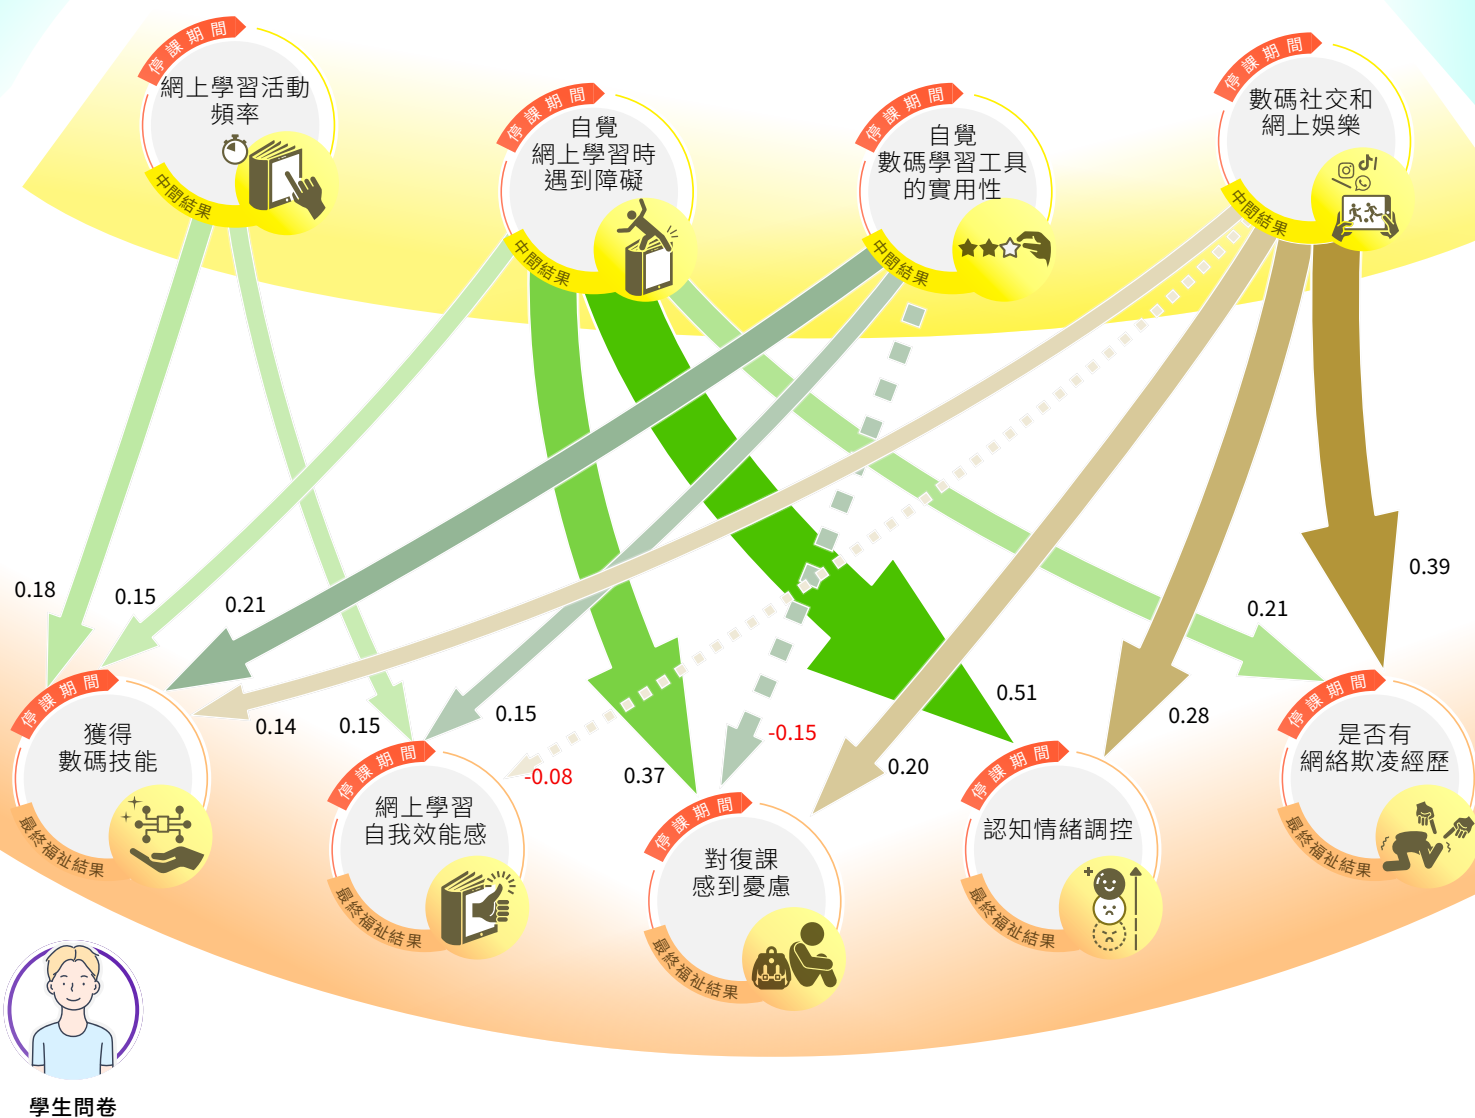 停課期間
網上學習活動
頻率
中間結果
停課期間
自覺
網上學習時
遇到障礙
中間結果
停課期間
自覺
數碼學習工具
的實用性
中間結果
停課期間
數碼社交和
網上娛樂
中間結果
0.18
0.15
0.21
0.14
0.15
0.15
-0.08
0.37
-0.15
0.20
0.51
0.28
0.21
0.39
停課期間
獲得
數碼技能
最終福祉結果
停課期間
網上學習
自我效能感
最終福祉結果
停課期間
對復課
感到憂慮
最終福祉結果
停課期間
認知情緒調控
最終福祉結果
停課期間
是否有
網絡欺凌經歷
最終福祉結果
學生問卷